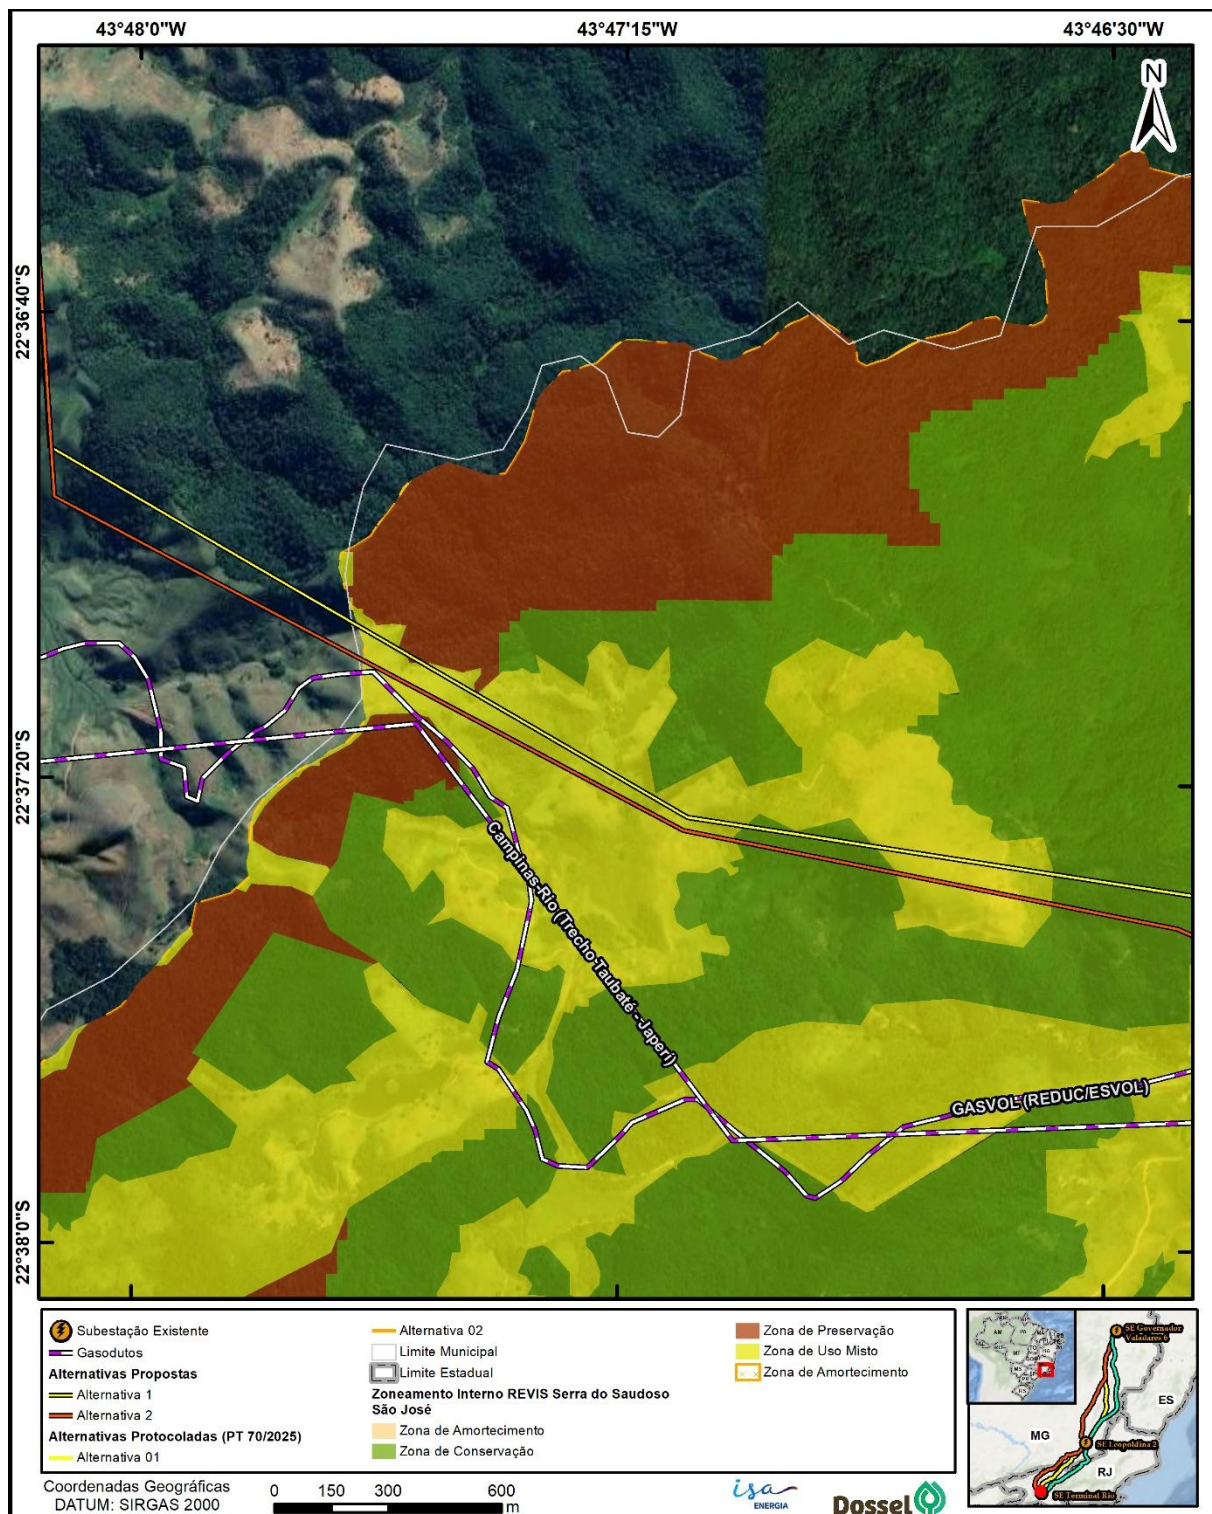 43°48'0"W
43°47'15"W
43°46'30"W
N
22°36'40"S
22°37'20"S
22°38'0"S
Campinas-Rio (Trecho Taubaté - Japeri)
GASVOL (REDUC/ESVOL)
Subestação Existente
Gasodutos
Alternativas Propostas
Alternativa 1
Alternativa 2
Alternativas Protocoladas (PT 70/2025)
Alternativa 01
Alternativa 02
Limite Municipal
Limite Estadual
Zoneamento Interno REVIS Serra do Saudoso
São José
Zona de Amortecimento
Zona de Conservação
Zona de Preservação
Zona de Uso Misto
Zona de Amortecimento
Coordenadas Geográficas
DATUM: SIRGAS 2000
0 150 300 600
m
isa
ENERGIA
Dossel
SE Governador
Valadares 6
ES
MG
SE Leopoldina 2
RJ
SE Terminal Rio